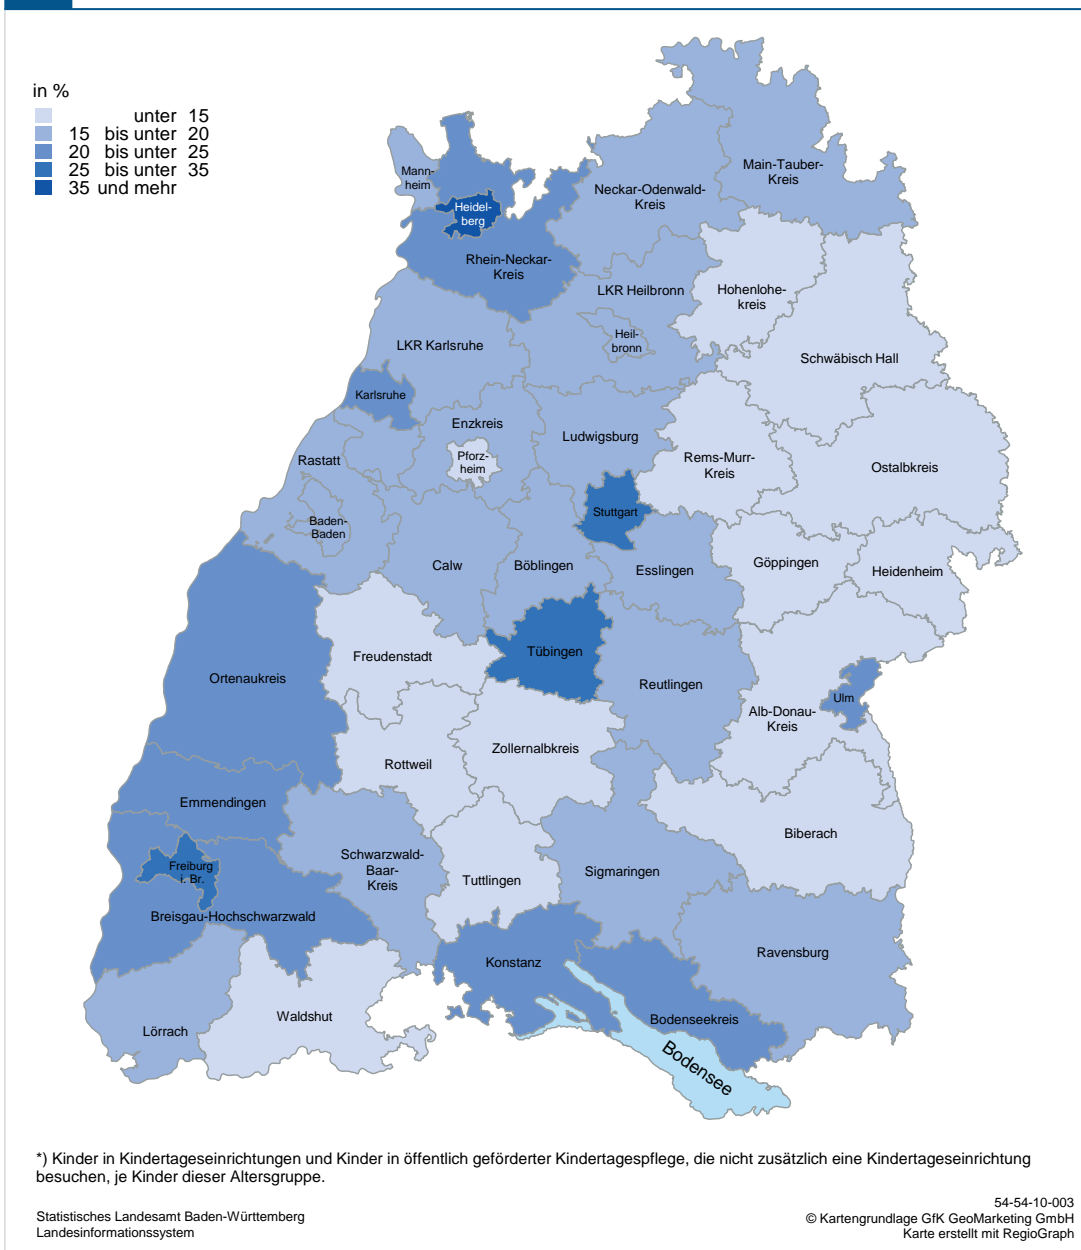 in %
unter 15
15 bis unter 20
20 bis unter 25
25 bis unter 35
35 und mehr
Main-Tauber-
Kreis
Mann-
heim
Neckar-Odenwald-
Kreis
Heidel-
berg
Rhein-Neckar-
Kreis
LKR Heilbronn
Hohenlohe-
kreis
Heil-
bronn
LKR Karlsruhe
Schwäbisch Hall
Karlsruhe
Enzkreis
Ludwigsburg
Pforz-
heim
Rems-Murr-
Kreis
Ostalbkreis
Rastatt
Stuttgart
Baden-
Baden
Calw
Böblingen
Esslingen
Göppingen
Heidenheim
Freudenstadt
Tübingen
Reutlingen
Ortenaukreis
Ulm
Alb-Donau-
Kreis
Zollernalbkreis
Rottweil
Emmendingen
Biberach
Schwarzwald-
Baar-
Kreis
Freiburg
i. Br.
Tuttlingen
Sigmaringen
Breisgau-Hochschwarzwald
Ravensburg
Konstanz
Waldshut
Bodenseekreis
Lörrach
Bodensee
*) Kinder in Kindertageseinrichtungen und Kinder in öffentlich geförderter Kindertagespflege, die nicht zusätzlich eine Kindertageseinrichtung
besuchen, je Kinder dieser Altersgruppe.
54-54-10-003
Statistisches Landesamt Baden-Württemberg
© Kartengrundlage GfK GeoMarketing GmbH
Landesinformationssystem
Karte erstellt mit RegioGraph